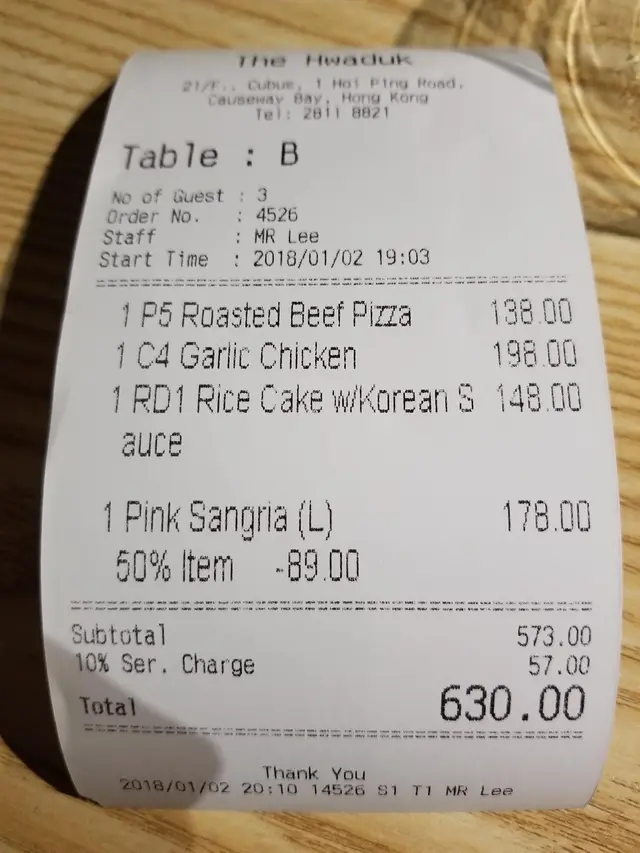 The Hwaduk
21/F., Cubus, 1 Hoi Ping Road,
Causeway Bay, Hong Kong
Tel: 2811 8821
Table : B
No of Guest : 3
Order No. : 4526
Staff : MR Lee
Start Time : 2018/01/02 19:03
1 P5 Roasted Beef Pizza 138.00
1 C4 Garlic Chicken 198.00
1 RD1 Rice Cake w/Korean S 148.00
auce
1 Pink Sangria (L) 178.00
50% Item -89.00
Subtotal 573.00
10% Ser. Charge 57.00
Total 630.00
Thank You
2018/01/02 20:10 14526 S1 T1 MR Lee